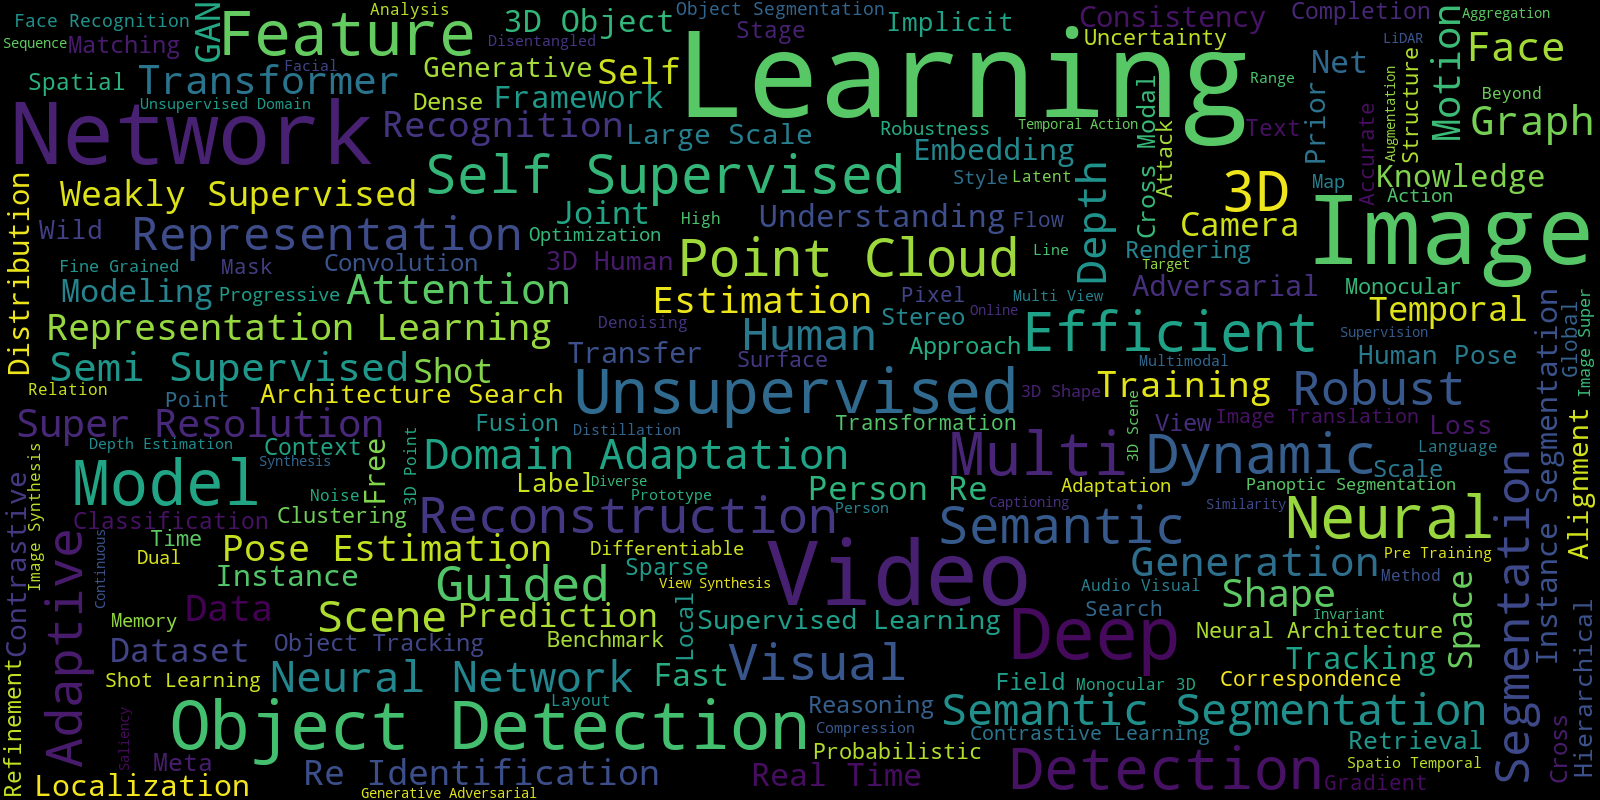 Face Recognition
Analysis
GAN
Feature
3D Object
Object Segmentation
Stage
Implicit
Consistency
Completion
Aggregation
Sequence
Matching
Disentangled
Learning
Uncertainty
LiDAR
Motion
Face
Spatial
Facial
Transformer
Generative
Self
Range
Net
Structure
Unsupervised Domain
Dense
Framework
Beyond
Network
Recognition
Large Scale
Robustness
Temporal Action
Cross Modal
Attack
Text
Prior
Accurate
Augmentation
Graph
Embedding
Self Supervised
Style
Latent
Depth
Map
Knowledge
Action
Distribution
Weakly Supervised
3D
Image
Wild
Representation
Joint
High
Understanding
Flow
Camera
Optimization
Fine Grained
Mask
Convolution
3D Human
Point Cloud
Line
Rendering
Target
Modeling
Progressive
Attention
Estimation
Pixel
Multi View
Adversarial
Monocular
Temporal
Representation Learning
Denoising
Human
Stereo
Online
Efficient
Supervision
Global
Image Super
Semi Supervised
Shot
Transfer
Surface
Approach
Multimodal
Human Pose
Relation
Point
Architecture Search
Unsupervised
3D Shape
Training
Robust
Super Resolution
Fusion
Distillation
Transformation
3D Scene
View
Image Translation
Loss
Depth Estimation
Context
Free
3D Point
Domain Adaptation
Multi
Dynamic
Language
Synthesis
Scale
Image Synthesis
Contrastive
Model
Noise
Label
Diverse
Prototype
Person Re
Person
Captioning
Adaptation
Panoptic Segmentation
Similarity
Alignment
Instance Segmentation
Classification
Clustering
Reconstruction
Semantic
Neural
Adaptive
Time
Dual
Continuous
Pose Estimation
Differentiable
Video
Generation
Pre Training
Method
Instance
Guided
Sparse
View Synthesis
Audio Visual
Shape
Space
Segmentation
Memory
Data
Scene
Prediction
Local
Supervised Learning
Deep
Search
Invariant
Hierarchical
Dataset
Object Tracking
Benchmark
Visual
Neural Architecture
Tracking
Refinement
Shot Learning
Neural Network
Fast
Field
Monocular 3D
Correspondence
Saliency
Object Detection
Layout
Reasoning
Compression
Semantic Segmentation
Contrastive Learning
Retrieval
Cross
Meta
Probabilistic
Spatio Temporal
Localization
Re Identification
Real Time
Detection
Gradient
Generative Adversarial